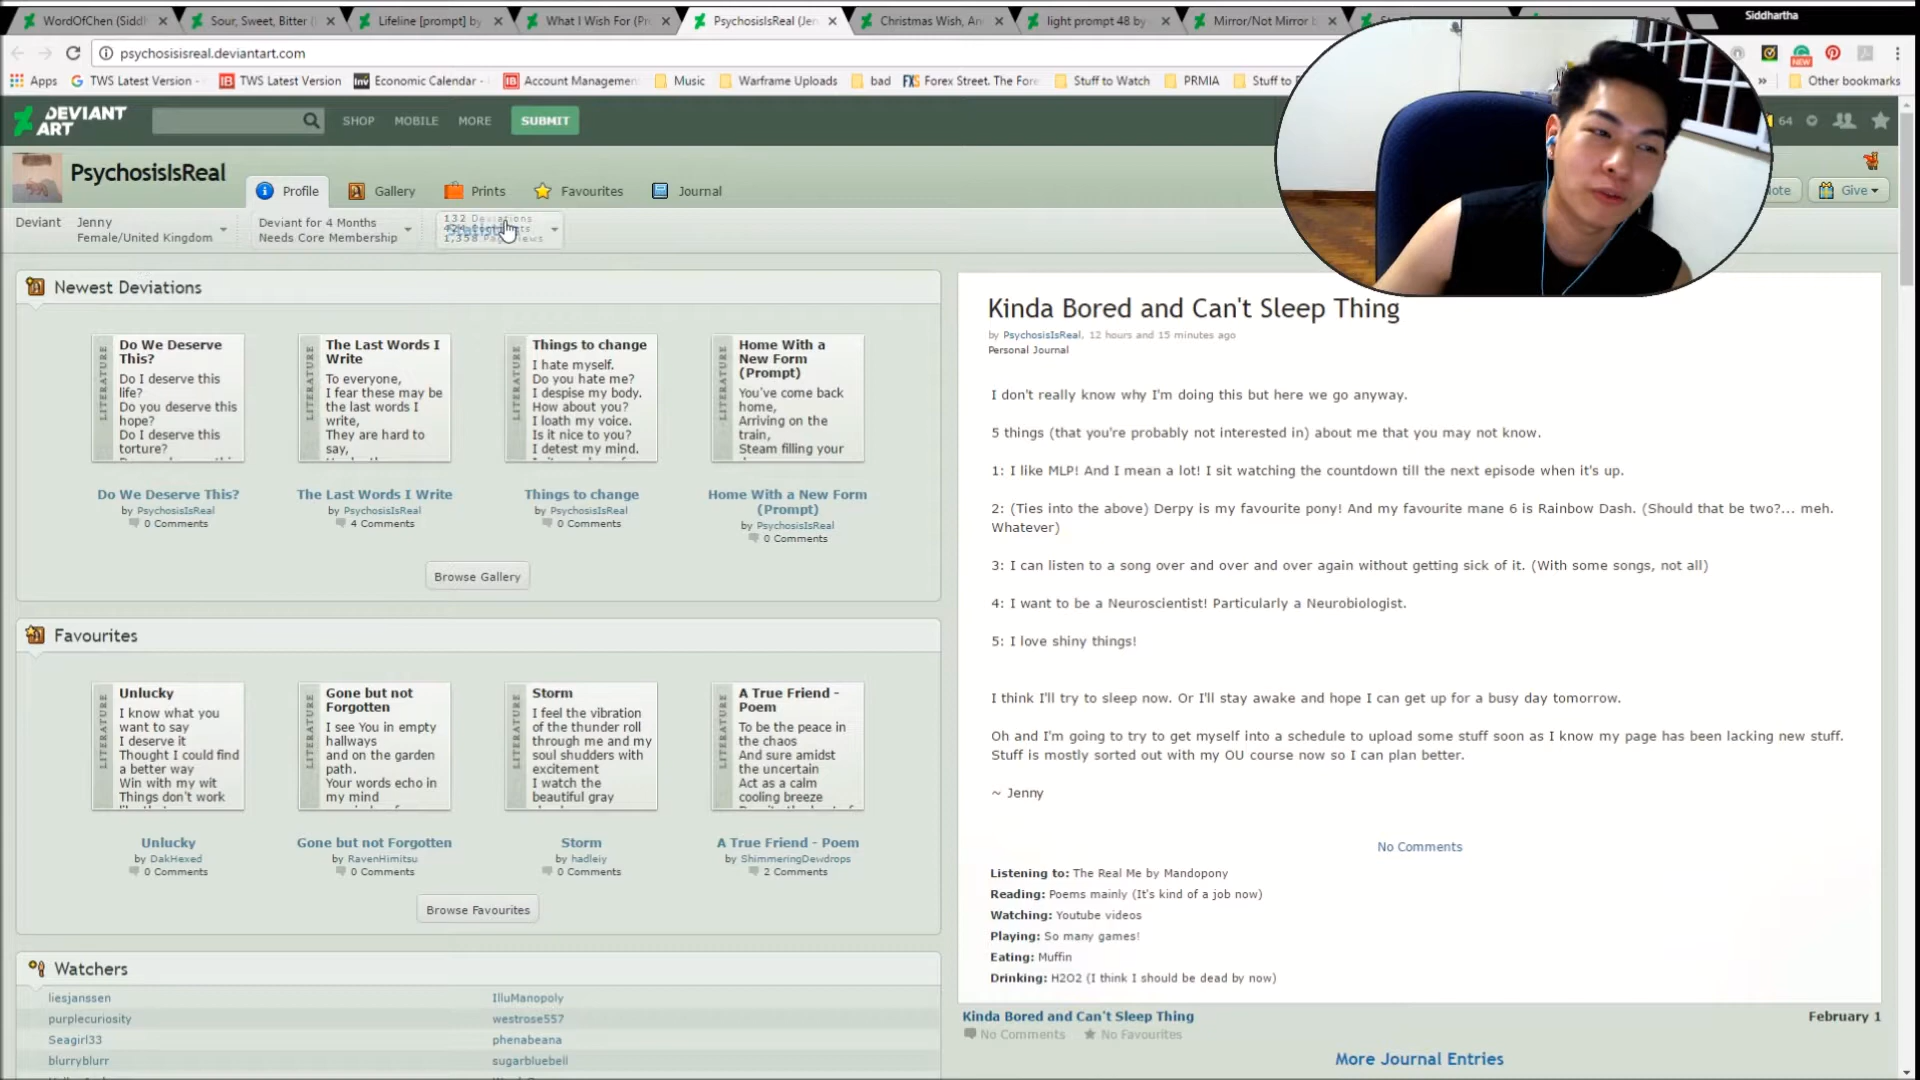 WordOfChen (Siddh
Sour, Sweet, Bitter (
Lifeline [prompt] by
What I Wish For (Pr
PsychosisIsReal (Jen
Christmas Wish, An
light prompt 48 by
Mirror/Not Mirror b
Siddhartha
psychosisisreal.deviantart.com
Apps
TWS Latest Version -
TWS Latest Version
Economic Calendar -
Account Managemen
Music
Warframe Uploads
bad
Forex Street. The Fore
Stuff to Watch
PRMIA
Stuff to
Other bookmarks
NEW
DEVIANT
ART
SHOP
MOBILE
MORE
SUBMIT
64
PsychosisIsReal
Profile
Gallery
Prints
Favourites
Journal
ote
Give
Deviant
Jenny
Female/United Kingdom
Deviant for 4 Months
Needs Core Membership
132 Deviations
1,358 Pageviews
Newest Deviations
LITERATURE
Do We Deserve
This?
Do I deserve this
life?
Do you deserve this
hope?
Do I deserve this
torture?
Do We Deserve This?
by PsychosisIsReal
0 Comments
LITERATURE
The Last Words I
Write
To everyone,
I fear these may be
the last words I
write,
They are hard to
say,
The Last Words I Write
by PsychosisIsReal
4 Comments
LITERATURE
Things to change
I hate myself.
Do you hate me?
I despise my body.
How about you?
I loath my voice.
Is it nice to you?
I detest my mind.
Things to change
by PsychosisIsReal
0 Comments
LITERATURE
Home With a
New Form
(Prompt)
You've come back
home,
Arriving on the
train,
Steam filling your
Home With a New Form
(Prompt)
by PsychosisIsReal
0 Comments
Browse Gallery
Favourites
LITERATURE
Unlucky
I know what you
want to say
I deserve it
Thought I could find
a better way
Win with my wit
Things don't work
Unlucky
by DakHexed
0 Comments
LITERATURE
Gone but not
Forgotten
I see You in empty
hallways
and on the garden
path.
Your words echo in
my mind
Gone but not Forgotten
by RavenHimitsu
0 Comments
LITERATURE
Storm
I feel the vibration
of the thunder roll
through me and my
soul shudders with
excitement
I watch the
beautiful gray
Storm
by hadleiy
0 Comments
LITERATURE
A True Friend -
Poem
To be the peace in
the chaos
And sure amidst
the uncertain
Act as a calm
cooling breeze
A True Friend - Poem
by ShimmeringDewdrops
2 Comments
Browse Favourites
Watchers
liesjanssen
IlluManopoly
purplecuriosity
westrose557
Seagirl33
phenabeana
blurryblurr
sugarbluebell
Kinda Bored and Can't Sleep Thing
by PsychosisIsReal, 12 hours and 15 minutes ago
Personal Journal
I don't really know why I'm doing this but here we go anyway.
5 things (that you're probably not interested in) about me that you may not know.
1: I like MLP! And I mean a lot! I sit watching the countdown till the next episode when it's up.
2: (Ties into the above) Derpy is my favourite pony! And my favourite mane 6 is Rainbow Dash. (Should that be two?... meh.
Whatever)
3: I can listen to a song over and over and over again without getting sick of it. (With some songs, not all)
4: I want to be a Neuroscientist! Particularly a Neurobiologist.
5: I love shiny things!
I think I'll try to sleep now. Or I'll stay awake and hope I can get up for a busy day tomorrow.
Oh and I'm going to try to get myself into a schedule to upload some stuff soon as I know my page has been lacking new stuff.
Stuff is mostly sorted out with my OU course now so I can plan better.
~ Jenny
No Comments
Listening to: The Real Me by Mandopony
Reading: Poems mainly (It's kind of a job now)
Watching: Youtube videos
Playing: So many games!
Eating: Muffin
Drinking: H2O2 (I think I should be dead by now)
Kinda Bored and Can't Sleep Thing
February 1
No Comments
No Favourites
More Journal Entries